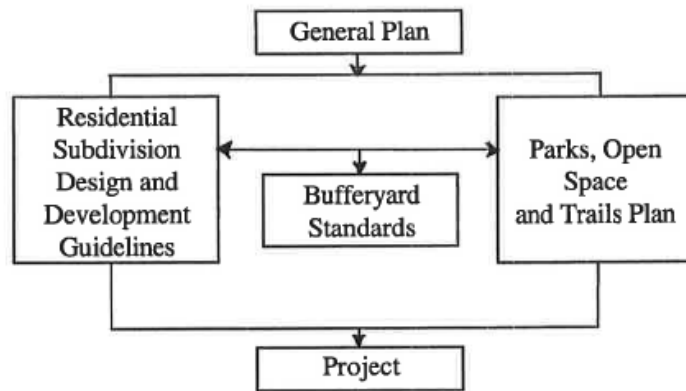 General Plan
Residential
Subdivision
Design and
Development
Guidelines
Bufferyard
Standards
Parks, Open
Space
and Trails Plan
Project